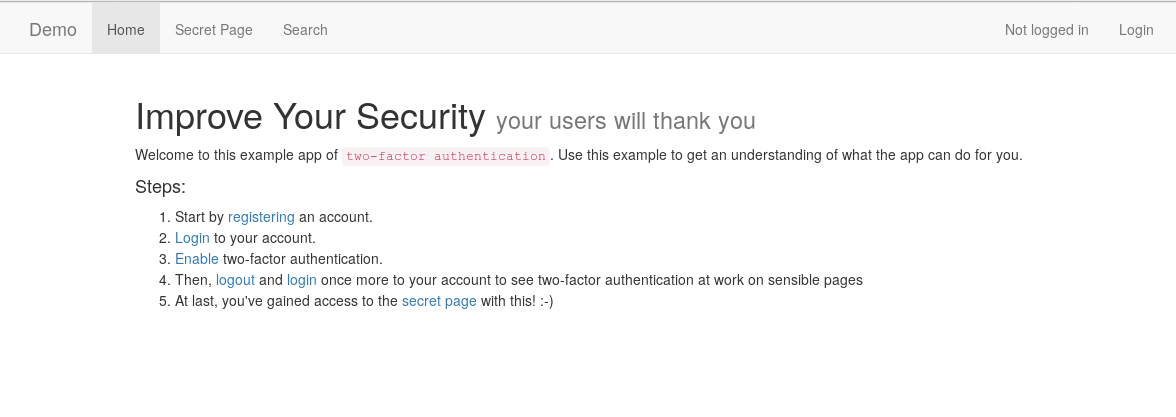 Demo Home Secret Page Search Not logged in Login
Improve Your Security your users will thank you
Welcome to this example app of two-factor authentication. Use this example to get an understanding of what the app can do for you.
Steps:
1. Start by registering an account.
2. Login to your account.
3. Enable two-factor authentication.
4. Then, logout and login once more to your account to see two-factor authentication at work on sensible pages
5. At last, you've gained access to the secret page with this! :-)